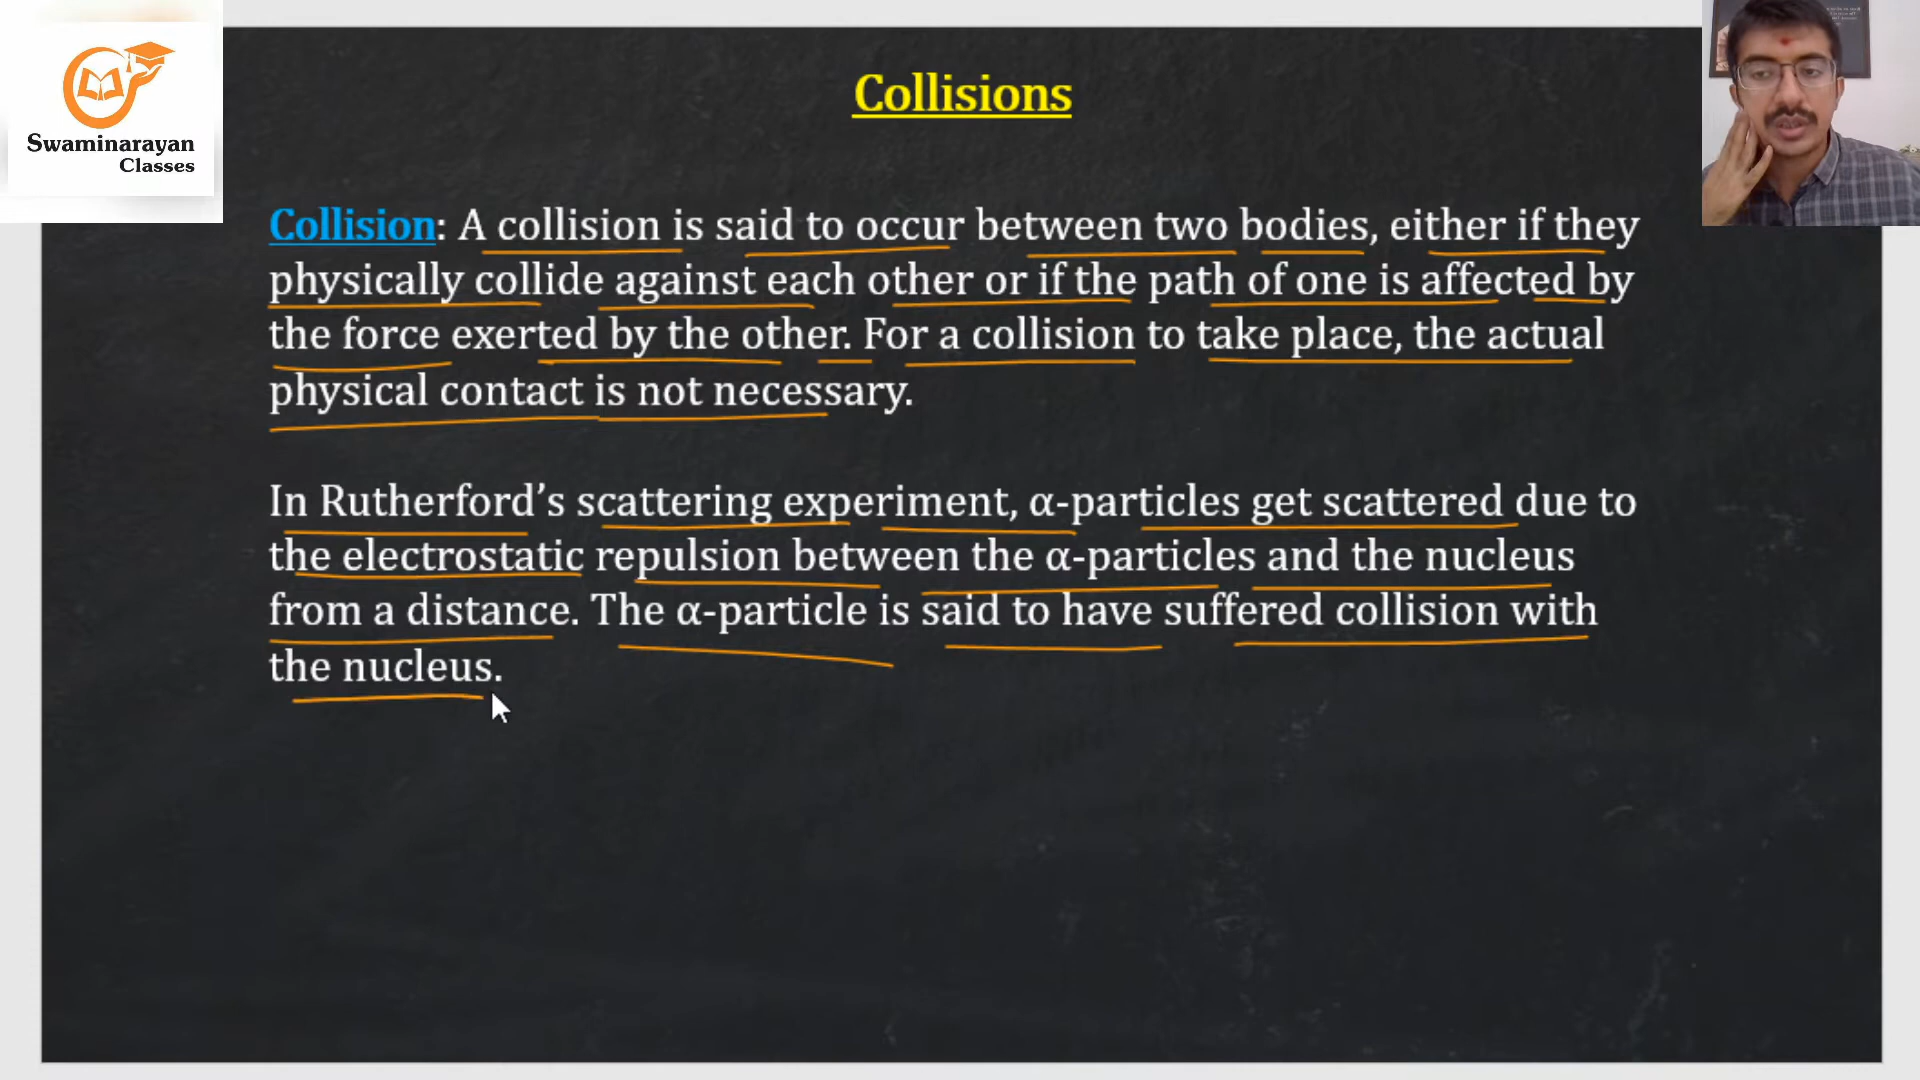 Swaminarayan
Classes
Collisions
Collision: A collision is said to occur between two bodies, either if they
physically collide against each other or if the path of one is affected by
the force exerted by the other. For a collision to take place, the actual
physical contact is not necessary.
In Rutherford’s scattering experiment, α-particles get scattered due to
the electrostatic repulsion between the α-particles and the nucleus
from a distance. The α-particle is said to have suffered collision with
the nucleus.